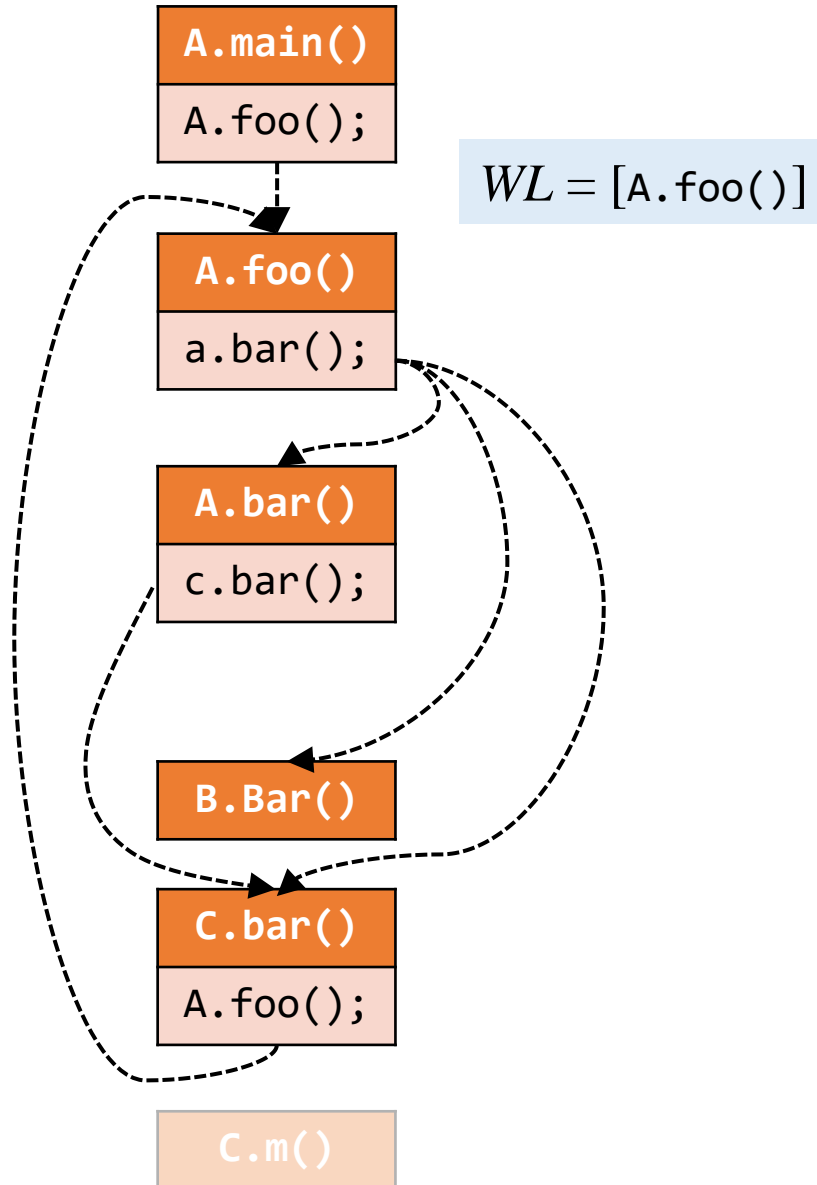 A.main()
A.foo();
WL = [A.foo()]
A.foo()
a.bar();
A.bar()
c.bar();
B.Bar()
C.bar()
A.foo();
C.m()